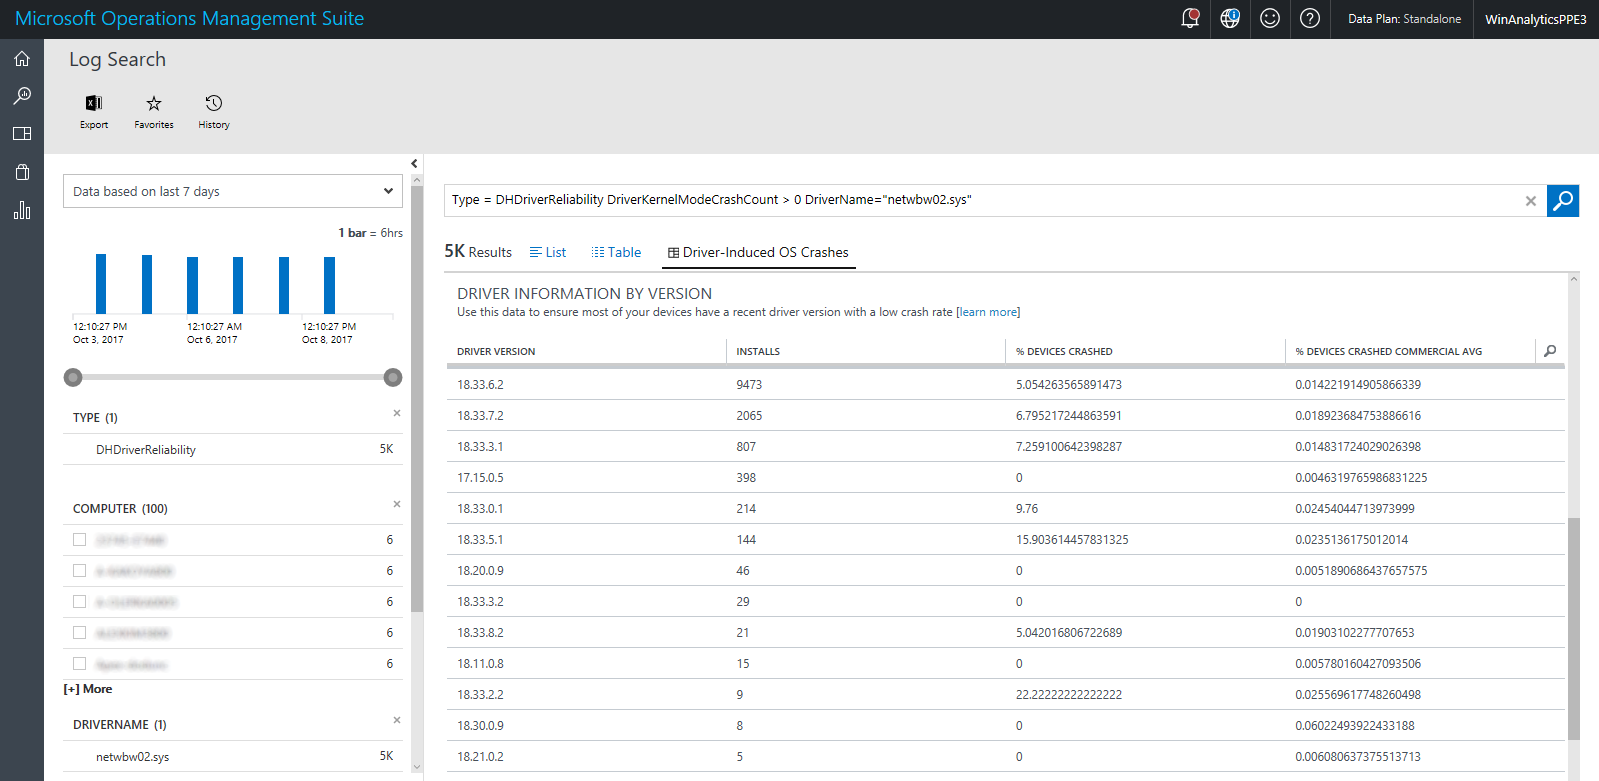 Microsoft Operations Management Suite
Data Plan: Standalone
WinAnalyticsPPE3
Log Search
Export
Favorites
History
Data based on last 7 days
1 bar = 6hrs
12:10:27 PM
Oct 3, 2017
12:10:27 AM
Oct 6, 2017
12:10:27 PM
Oct 8, 2017
TYPE (1)
DHDriverReliability 5K
COMPUTER (100)
6
6
6
6
6
[+] More
DRIVERNAME (1)
netwbw02.sys 5K
Type = DHDriverReliability DriverKernelModeCrashCount > 0 DriverName="netwbw02.sys"
5K Results List Table Driver-Induced OS Crashes
DRIVER INFORMATION BY VERSION
Use this data to ensure most of your devices have a recent driver version with a low crash rate [learn more]
DRIVER VERSION INSTALLS % DEVICES CRASHED % DEVICES CRASHED COMMERCIAL AVG
18.33.6.2 9473 5.054263565891473 0.014221914905866339
18.33.7.2 2065 6.795217244863591 0.018923684753886616
18.33.3.1 807 7.259100642398287 0.014831724029026398
17.15.0.5 398 0 0.0046319765986831225
18.33.0.1 214 9.76 0.02454044713973999
18.33.5.1 144 15.903614457831325 0.0235136175012014
18.20.0.9 46 0 0.0051890686437657575
18.33.3.2 29 0 0
18.33.8.2 21 5.042016806722689 0.01903102277707653
18.11.0.8 15 0 0.005780160427093506
18.33.2.2 9 22.22222222222222 0.025569617748260498
18.30.0.9 8 0 0.06022493922433188
18.21.0.2 5 0 0.006080637375513713